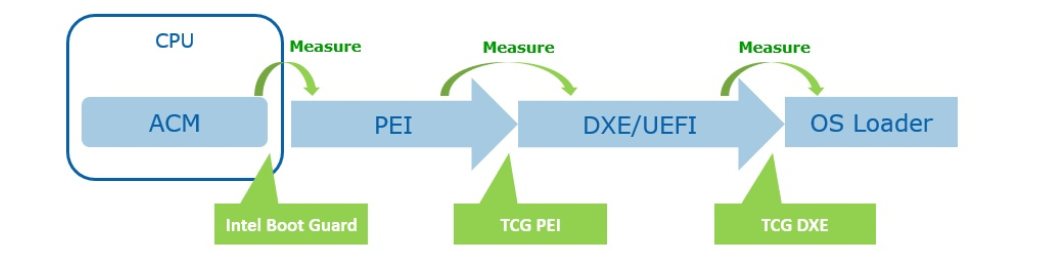 CPU
Measure
Measure
Measure
ACM
PEI
DXE/UEFI
OS Loader
Intel Boot Guard
TCG PEI
TCG DXE